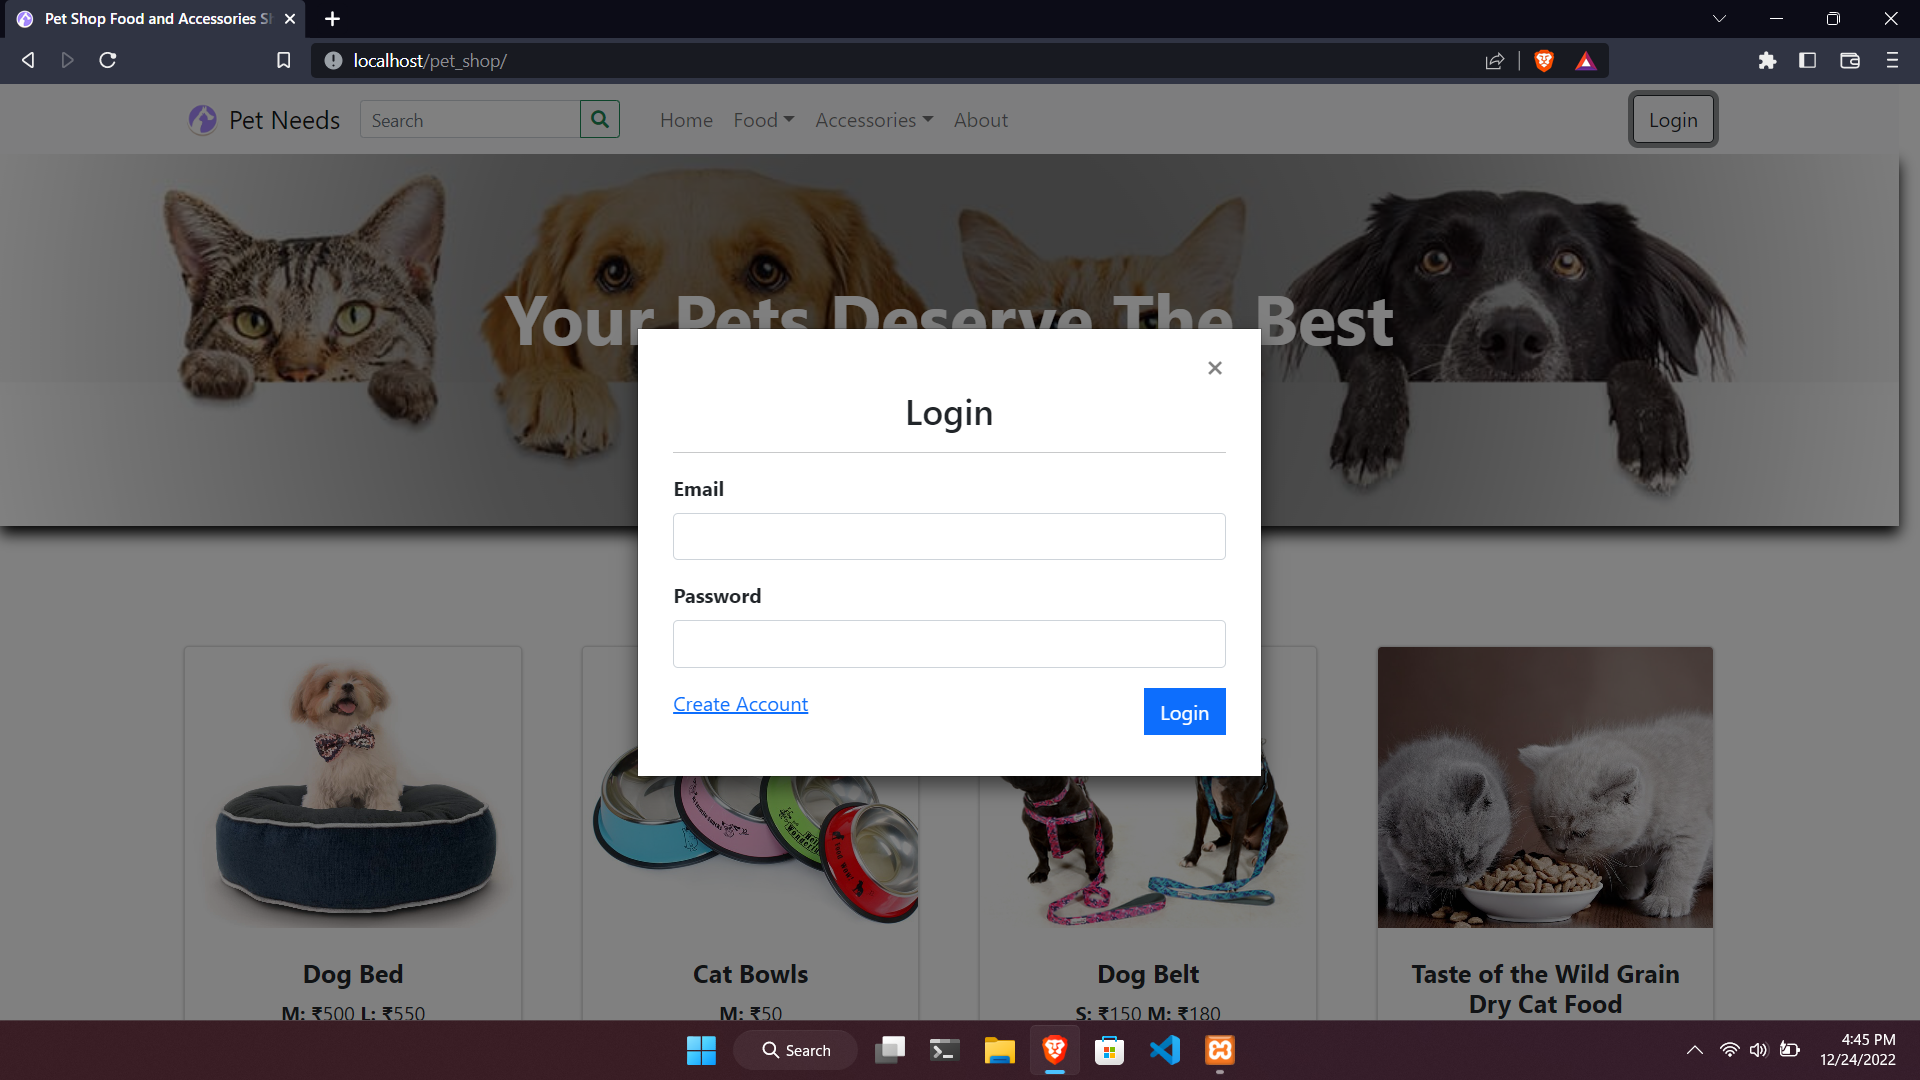 Pet Shop Food and Accessories S
localhost/pet_shop/
Pet Needs
Search
Home
Food
Accessories
About
Login
Your Pets Deserve The Best
Login
Email
Password
Create Account
Login
Dog Bed
M: ₹500 L: ₹550
Cat Bowls
M: ₹50
Dog Belt
S: ₹150 M: ₹180
Taste of the Wild Grain
Dry Cat Food
Search
4:45 PM
12/24/2022